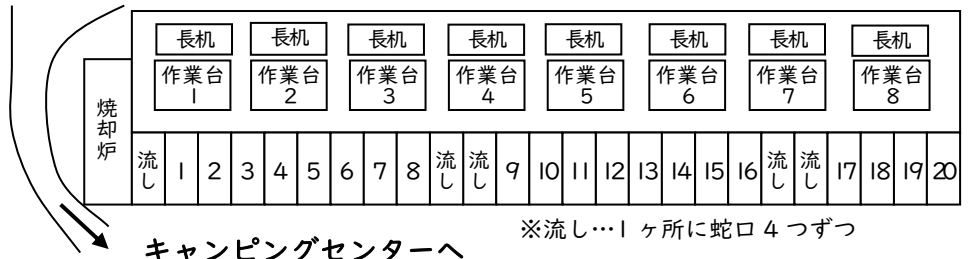 長机 長机 長机 長机 長机 長机 長机 長机
作業台 作業台 作業台 作業台 作業台 作業台 作業台 作業台
1 2 3 4 5 6 7 8
焼却炉
流し 1 2 3 4 5 6 7 8 流し 流し 9 10 11 12 13 14 15 16 流し 流し 17 18 19 20
※流し…1ヶ所に蛇口4つずつ
キャンピングセンターへ